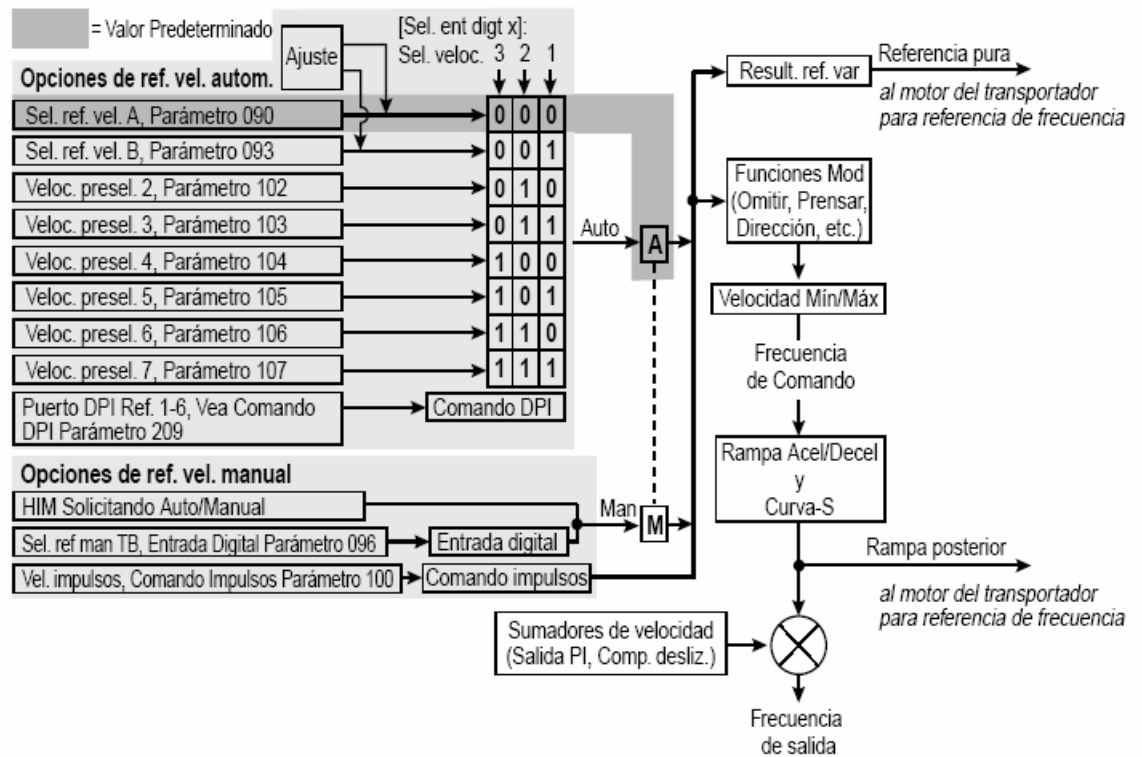 = Valor Predeterminado
Ajuste
[Sel. ent digt x]:
Sel. veloc. 3 2 1
Opciones de ref. vel. autom.
Sel. ref. vel. A, Parámetro 090
0 0 0
Sel. ref. vel. B, Parámetro 093
0 0 1
Veloc. presel. 2, Parámetro 102
0 1 0
Veloc. presel. 3, Parámetro 103
0 1 1
Veloc. presel. 4, Parámetro 104
1 0 0
Veloc. presel. 5, Parámetro 105
1 0 1
Veloc. presel. 6, Parámetro 106
1 1 0
Veloc. presel. 7, Parámetro 107
1 1 1
Puerto DPI Ref. 1-6, Vea Comando
DPI Parámetro 209
Comando DPI
Auto
A
Opciones de ref. vel. manual
HIM Solicitando Auto/Manual
Sel. ref man TB, Entrada Digital Parámetro 096
Entrada digital
Vel. impulsos, Comando Impulsos Parámetro 100
Comando impulsos
Man
M
Result. ref. var
Referencia pura
al motor del transportador
para referencia de frecuencia
Funciones Mod
(Omitir, Prensar,
Dirección, etc.)
Velocidad Mín/Máx
Frecuencia
de Comando
Rampa Acel/Decel
y
Curva-S
Rampa posterior
al motor del transportador
para referencia de frecuencia
Sumadores de velocidad
(Salida PI, Comp. desliz.)
Frecuencia
de salida